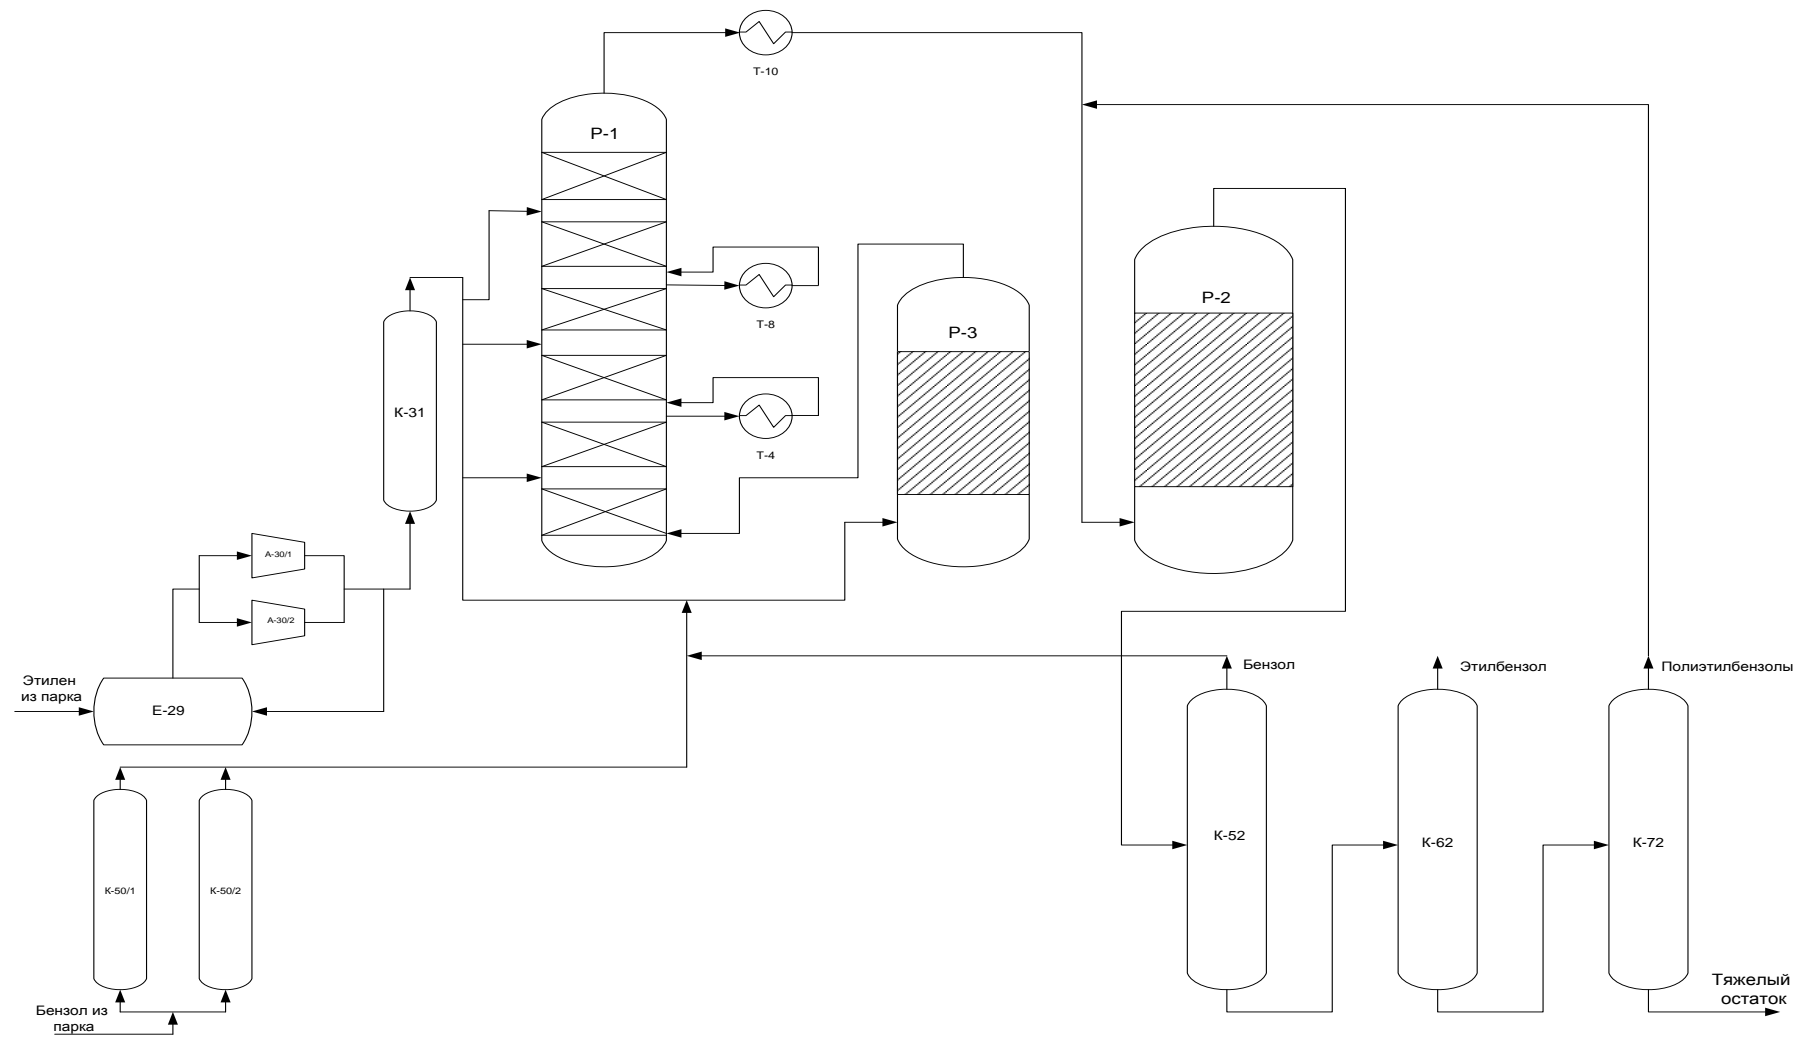 Т-10
Р-1
Т-8
Р-2
Р-3
К-31
Т-4
А-30/1
А-30/2
Этилен
из парка
Е-29
Бензол
Этилбензол
Полиэтилбензолы
К-52
К-62
К-72
К-50/1
К-50/2
Тяжелый
остаток
Бензол из
парка